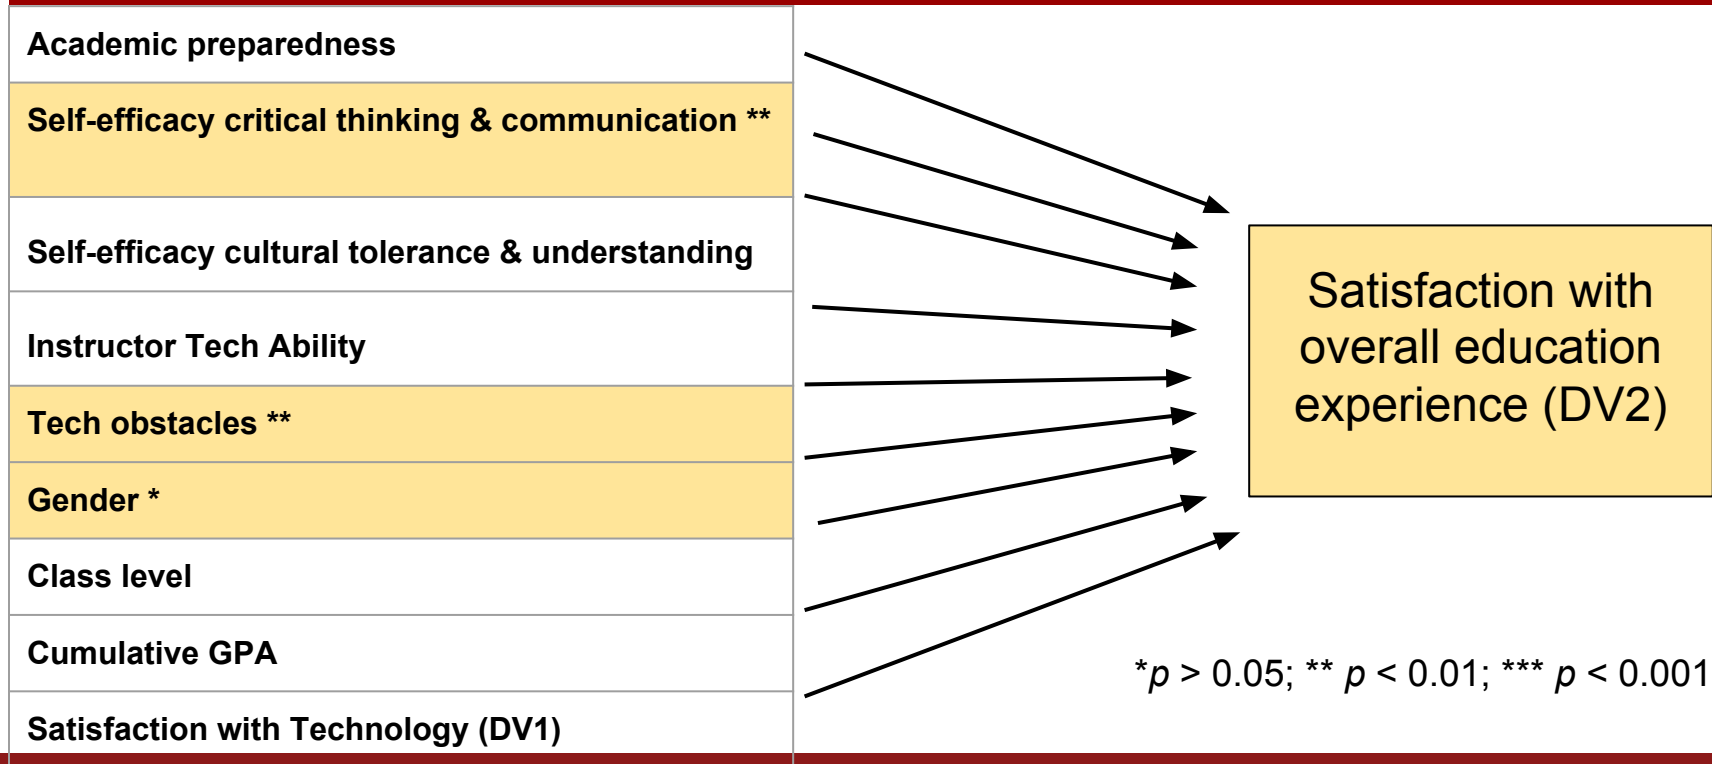 Academic preparedness
Self-efficacy critical thinking & communication **
Self-efficacy cultural tolerance & understanding
Instructor Tech Ability
Tech obstacles **
Gender *
Class level
Cumulative GPA
Satisfaction with Technology (DV1)
Satisfaction with
overall education
experience (DV2)
*p > 0.05; ** p < 0.01; *** p < 0.001